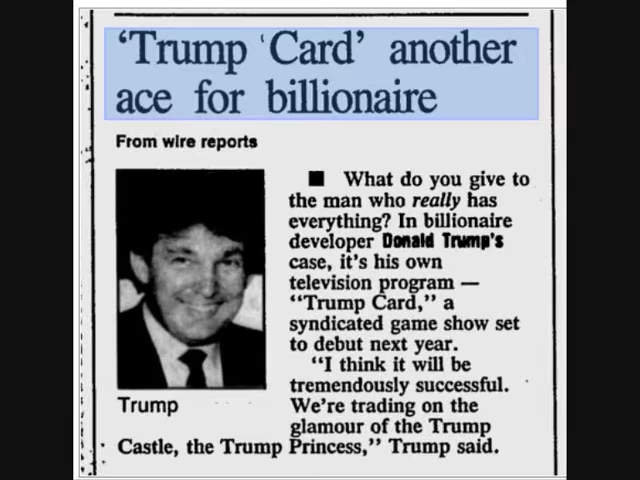 ‘Trump ‘Card’ another
ace for billionaire
From wire reports
■ What do you give to
the man who really has
everything? In billionaire
developer Donald Trump's
case, it's his own
television program —
“Trump Card,” a
syndicated game show set
to debut next year.
“I think it will be
tremendously successful.
We're trading on the
glamour of the Trump
Castle, the Trump Princess,” Trump said.
Trump